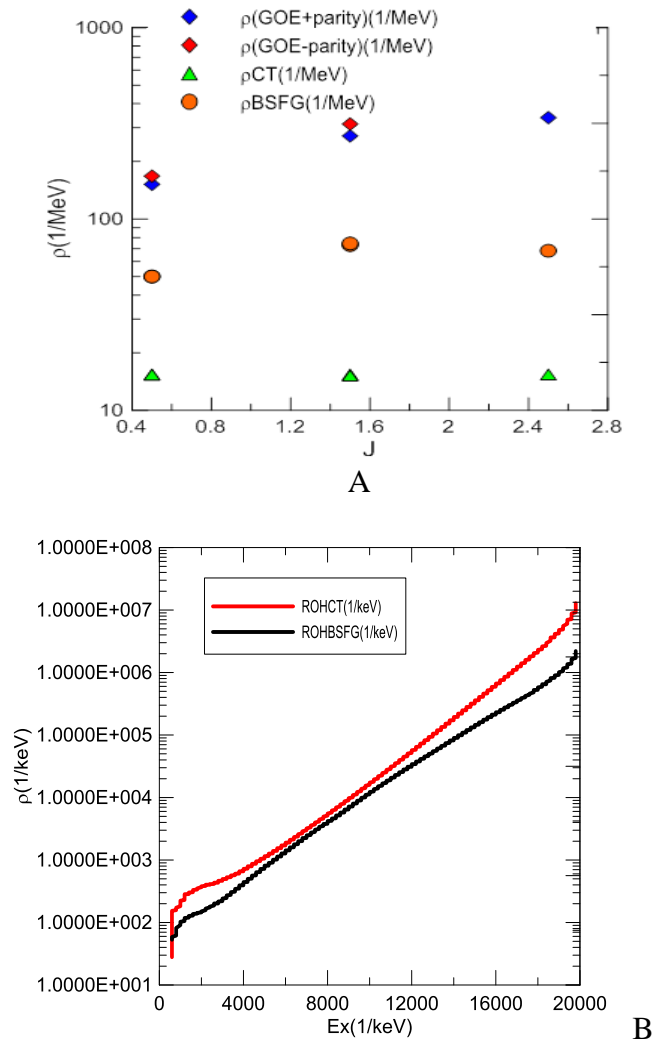 1000
100
10
ρ(1/MeV)
ρ(GOE+parity)(1/MeV)
ρ(GOE-parity)(1/MeV)
ρCT(1/MeV)
ρBSFG(1/MeV)
0.4 0.8 1.2 1.6 2 2.4 2.8
J
A
1.0000E+008
1.0000E+007
1.0000E+006
1.0000E+005
1.0000E+004
1.0000E+003
1.0000E+002
1.0000E+001
ρ(1/keV)
ROHCT(1/keV)
ROHBSFG(1/keV)
0 4000 8000 12000 16000 20000
Ex(1/keV)
B